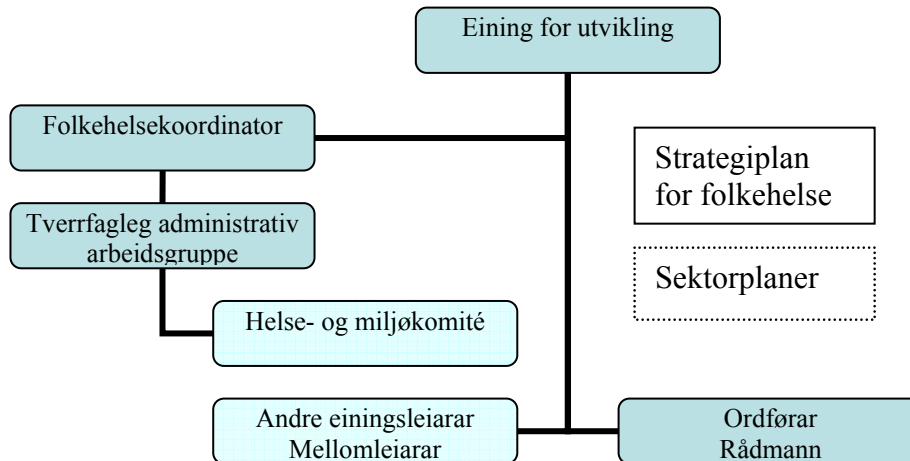 Eining for utvikling
Folkehelsekoordinator
Strategiplan
for folkehelse
Tverrfagleg administrativ
arbeidsgruppe
Sektorplaner
Helse- og miljøkomité
Andre einingsleiarar
Mellomleiarar
Ordførar
Rådmann